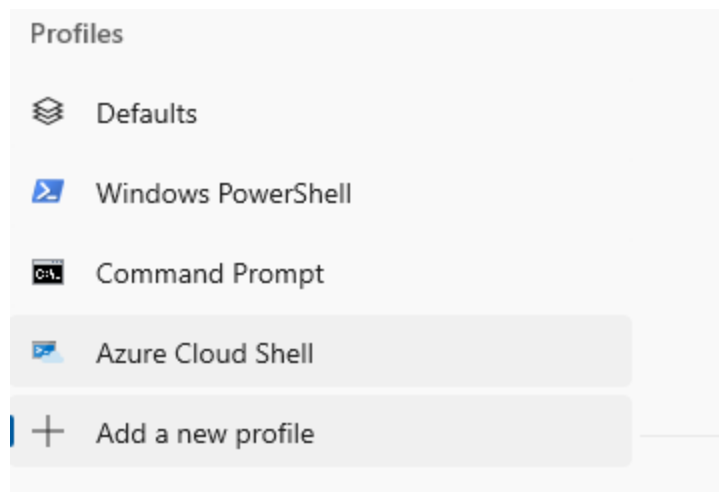 Profiles
Defaults
Windows PowerShell
C:\.
Command Prompt
Azure Cloud Shell
Add a new profile